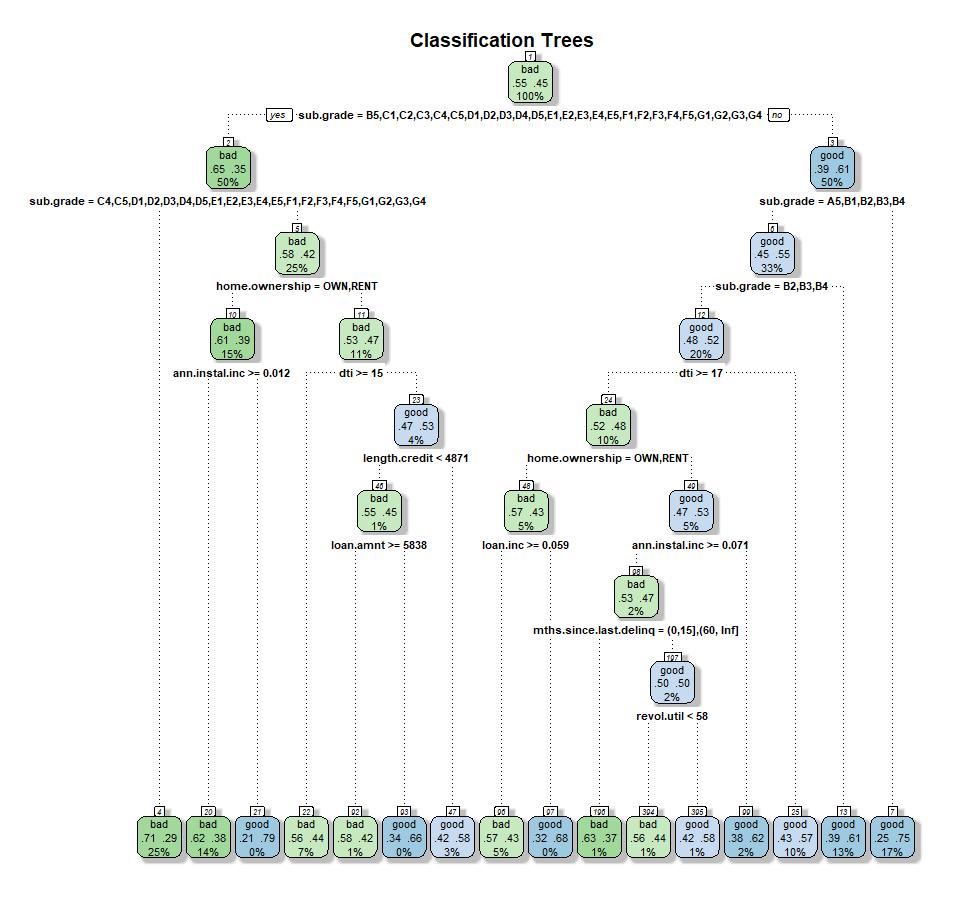 Classification Trees
1
bad
.55 .45
100%
yes sub.grade = B5,C1,C2,C3,C4,C5,D1,D2,D3,D4,D5,E1,E2,E3,E4,E5,F1,F2,F3,F4,F5,G1,G2,G3,G4 no
2 3
bad good
.65 .35 .39 .61
50% 50%
sub.grade = C4,C5,D1,D2,D3,D4,D5,E1,E2,E3,E4,E5,F1,F2,F3,F4,F5,G1,G2,G3,G4 sub.grade = A5,B1,B2,B3,B4
5 6
bad good
.58 .42 .45 .55
25% 33%
home.ownership = OWN,RENT sub.grade = B2,B3,B4
10 11 12
bad bad good
.61 .39 .53 .47 .48 .52
15% 11% 20%
ann.instal.inc >= 0.012 dti >= 15 dti >= 17
23 24
good bad
.47 .53 .52 .48
4% 10%
length.credit < 4871 home.ownership = OWN,RENT
46 48 49
bad bad good
.55 .45 .57 .43 .47 .53
1% 5% 5%
loan.amnt >= 5838 loan.inc >= 0.059 ann.instal.inc >= 0.071
98
bad
.53 .47
2%
mths.since.last.delinq = (0,15],(60, Inf]
197
good
.50 .50
2%
revol.util < 58
4 20 21 22 92 93 47 96 97 196 394 395 99 25 13 7
bad bad good bad bad good good bad good bad bad good good good good good
.71 .29 .62 .38 .21 .79 .56 .44 .58 .42 .34 .66 .42 .58 .57 .43 .32 .68 .63 .37 .56 .44 .42 .58 .38 .62 .43 .57 .39 .61 .25 .75
25% 14% 0% 7% 1% 0% 3% 5% 0% 1% 1% 1% 2% 10% 13% 17%